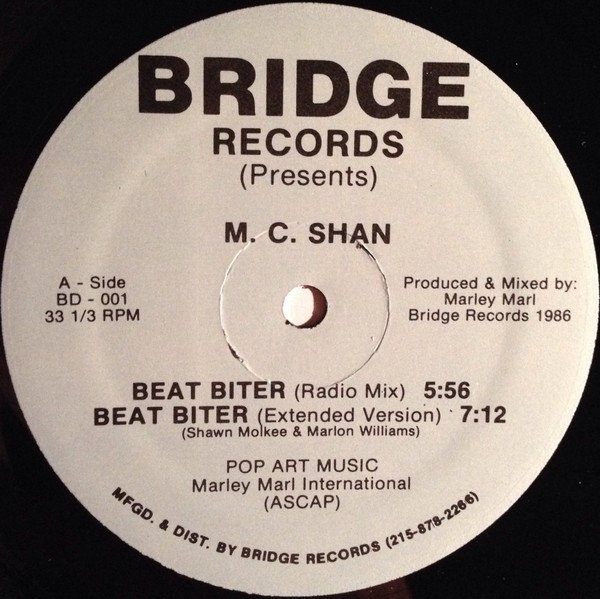 BRIDGE
RECORDS
(Presents)
M. C. SHAN
A - Side
BD - 001
33 1/3 RPM
Produced & Mixed by:
Marley Marl
Bridge Records 1986
BEAT BITER (Radio Mix) 5:56
BEAT BITER (Extended Version) 7:12
(Shawn Molkee & Marlon Williams)
POP ART MUSIC
Marley Marl International
(ASCAP)
MFGD. & DIST. BY BRIDGE RECORDS (215-878-2266)